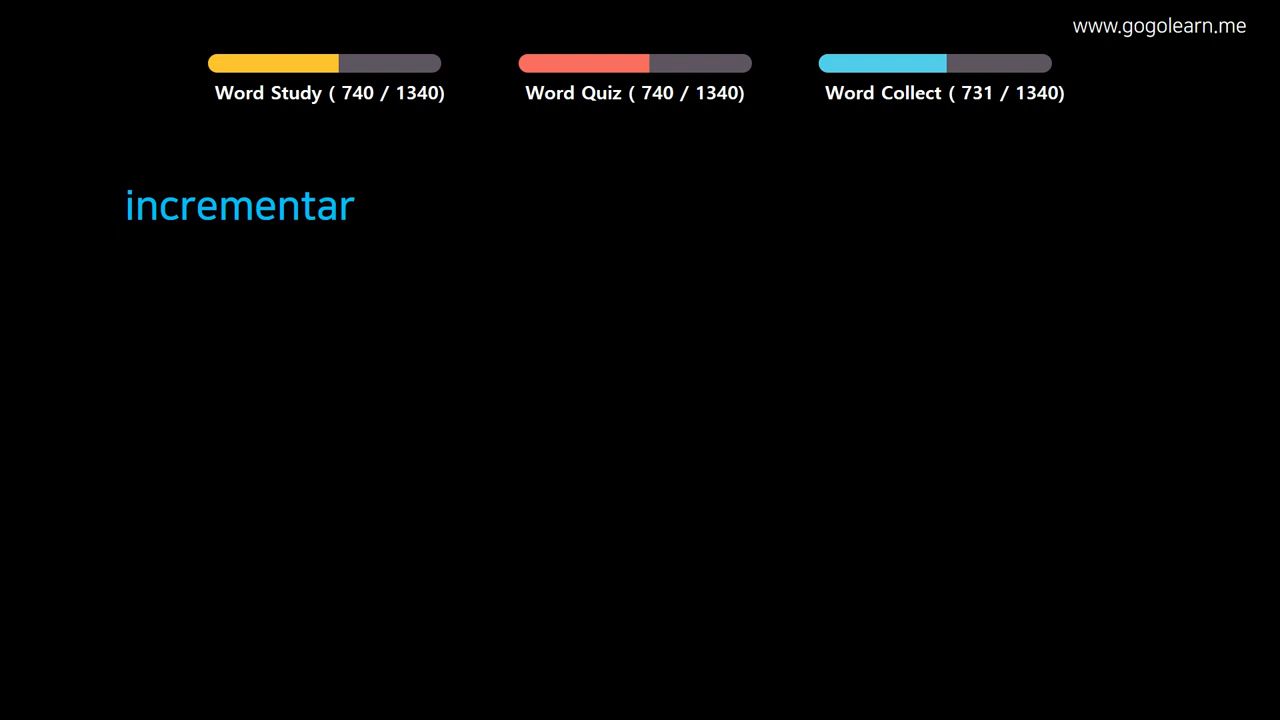 www.gogolearn.me
Word Study ( 740 / 1340)
Word Quiz ( 740 / 1340)
Word Collect ( 731 / 1340)
incrementar